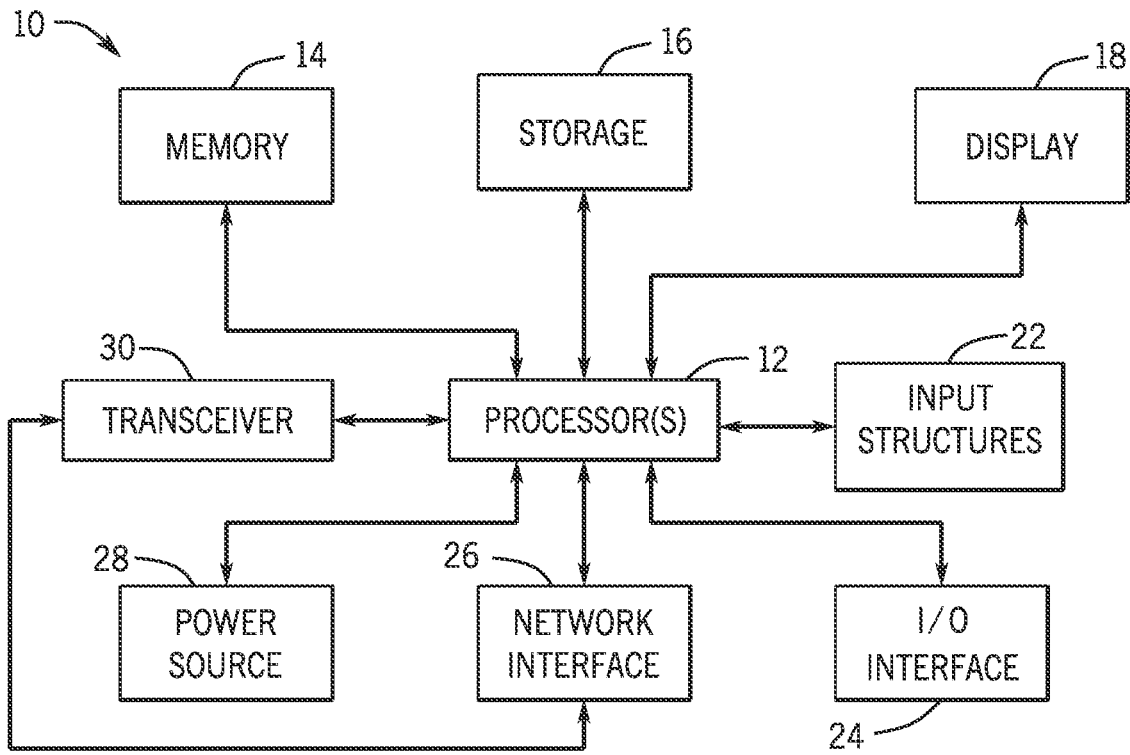 10
14
16
18
MEMORY
STORAGE
DISPLAY
30
12
22
TRANSCEIVER
PROCESSOR(S)
INPUT
STRUCTURES
28
26
POWER
SOURCE
NETWORK
INTERFACE
I/O
INTERFACE
24